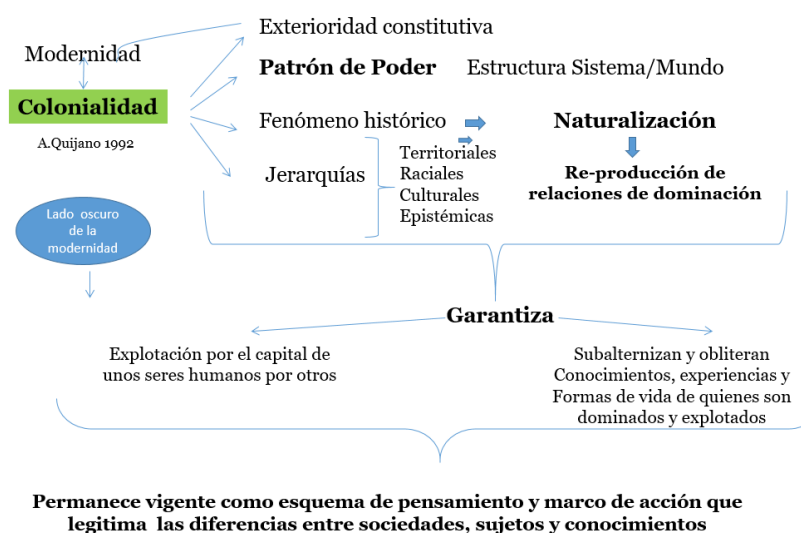 Exterioridad constitutiva
Modernidad
Patrón de Poder Estructura Sistema/Mundo
Colonialidad
A.Quijano 1992
Fenómeno histórico
Naturalización
Jerarquías
Territoriales
Raciales
Culturales
Epistémicas
Re-producción de
relaciones de dominación
Lado oscuro
de la
modernidad
Garantiza
Explotación por el capital de
unos seres humanos por otros
Subalternizan y obliteran
Conocimientos, experiencias y
Formas de vida de quienes son
dominados y explotados
Permanece vigente como esquema de pensamiento y marco de acción que
legitima las diferencias entre sociedades, sujetos y conocimientos